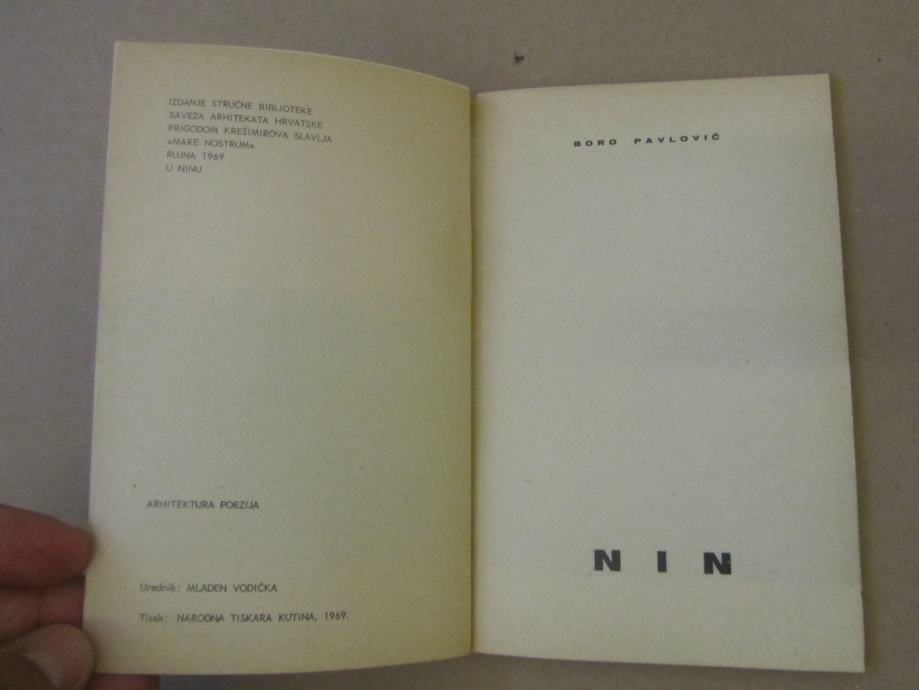 IZDANJE STRUČNE BIBLIOTEKE
SAVEZA ARHITEKATA HRVATSKE
PRIGODOM KREŠIMIROVA SLAVLJA
»MARE NOSTRUM«
RUJNA 1969
U NINU
ARHITEKTURA POEZIJA
Urednik: MLADEN VODIČKA
Tisak: NARODNA TISKARA KUTINA, 1969.
BORO PAVLOVIĆ
NIN